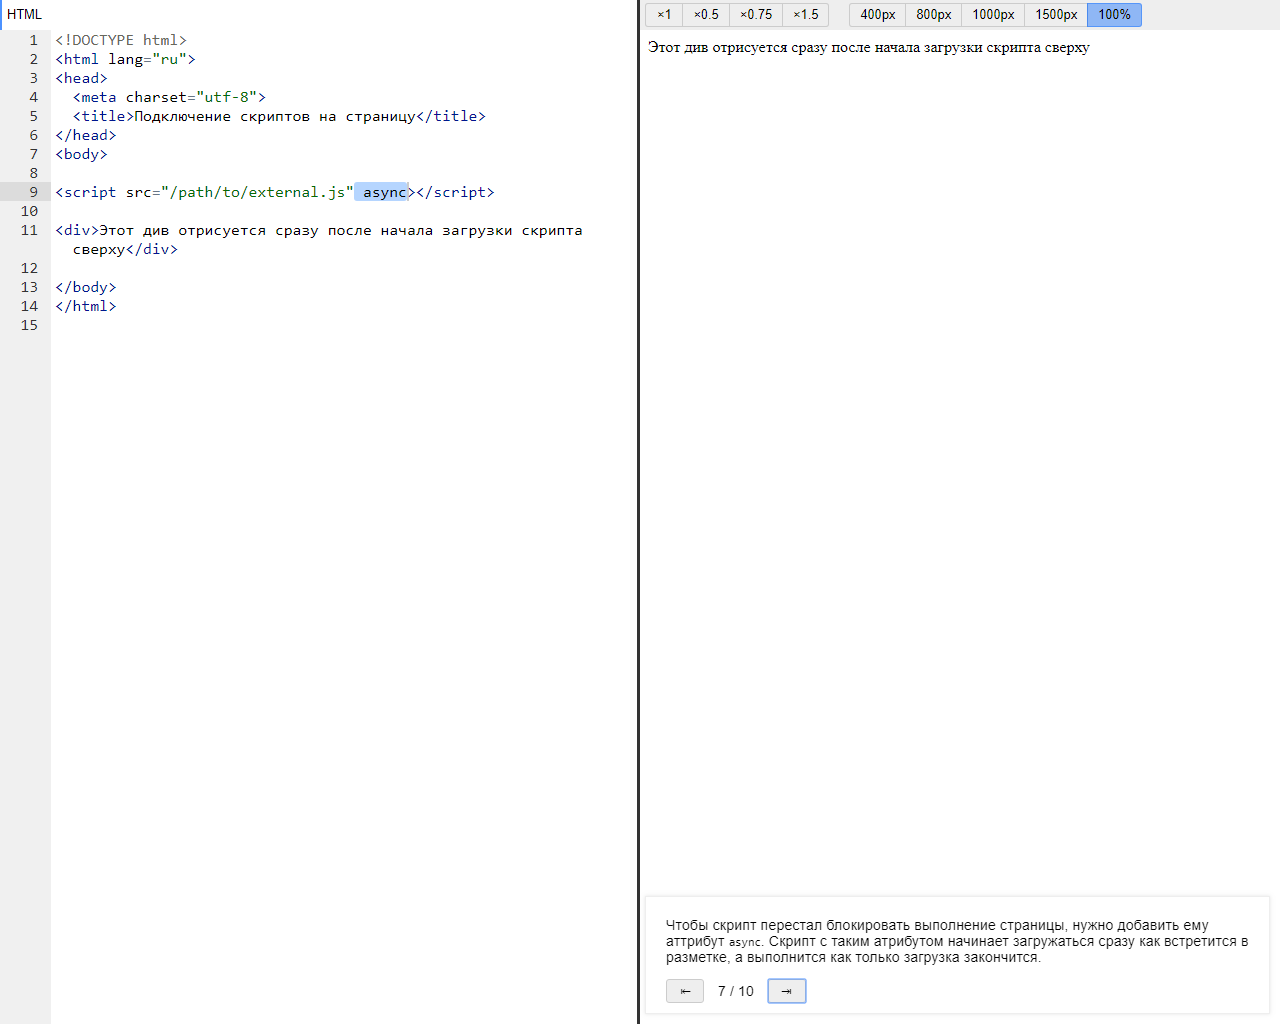 HTML
1 <!DOCTYPE html>
2 <html lang="ru">
3 <head>
4 <meta charset="utf-8">
5 <title>Подключение скриптов на страницу</title>
6 </head>
7 <body>
8
9 <script src="/path/to/external.js" async></script>
10
11 <div>Этот див отрисуется сразу после начала загрузки скрипта
сверху</div>
12
13 </body>
14 </html>
15
×1 ×0.5 ×0.75 ×1.5 400px 800px 1000px 1500px 100%
Этот див отрисуется сразу после начала загрузки скрипта сверху
Чтобы скрипт перестал блокировать выполнение страницы, нужно добавить ему
аттрибут async. Скрипт с таким атрибутом начинает загружаться сразу как встретится в
разметке, а выполнится как только загрузка закончится.
⇤ 7 / 10 ⇥